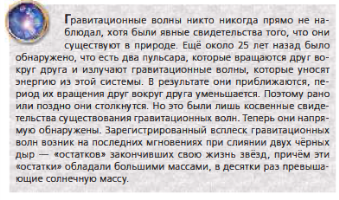 Гравитационные волны никто никогда прямо не на-
блюдал, хотя были явные свидетельства того, что они
существуют в природе. Ещё около 25 лет назад было
обнаружено, что есть два пульсара, которые вращаются друг во-
круг друга и излучают гравитационные волны, которые уносят
энергию из этой системы. В результате они приближаются, пе-
риод их вращения друг вокруг друга уменьшается. Поэтому рано
или поздно они столкнутся. Но это были лишь косвенные свиде-
тельства существования гравитационных волн. Теперь они напря-
мую обнаружены. Зарегистрированный всплеск гравитационных
волн возник на последних мгновениях при слиянии двух чёрных
дыр — «остатков» закончивших свою жизнь звёзд, причём эти
«остатки» обладали большими массами, в десятки раз превыша-
ющие солнечную массу.